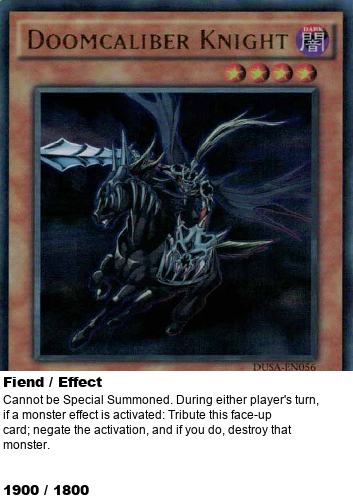 Doomcaliber Knight
DARK
闇
DUSA-EN056
Fiend / Effect
Cannot be Special Summoned. During either player's turn,
if a monster effect is activated: Tribute this face-up
card; negate the activation, and if you do, destroy that
monster.
1900 / 1800